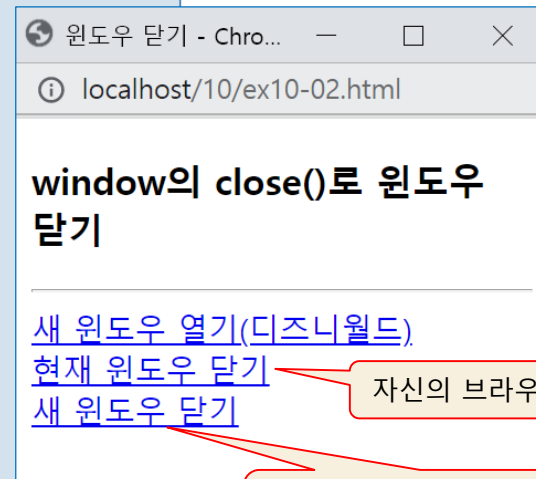 윈도우 닫기 - Chro...
localhost/10/ex10-02.html
window의 close()로 윈도우
닫기
새 윈도우 열기(디즈니월드)
현재 윈도우 닫기
자신의 브라우
새 윈도우 닫기